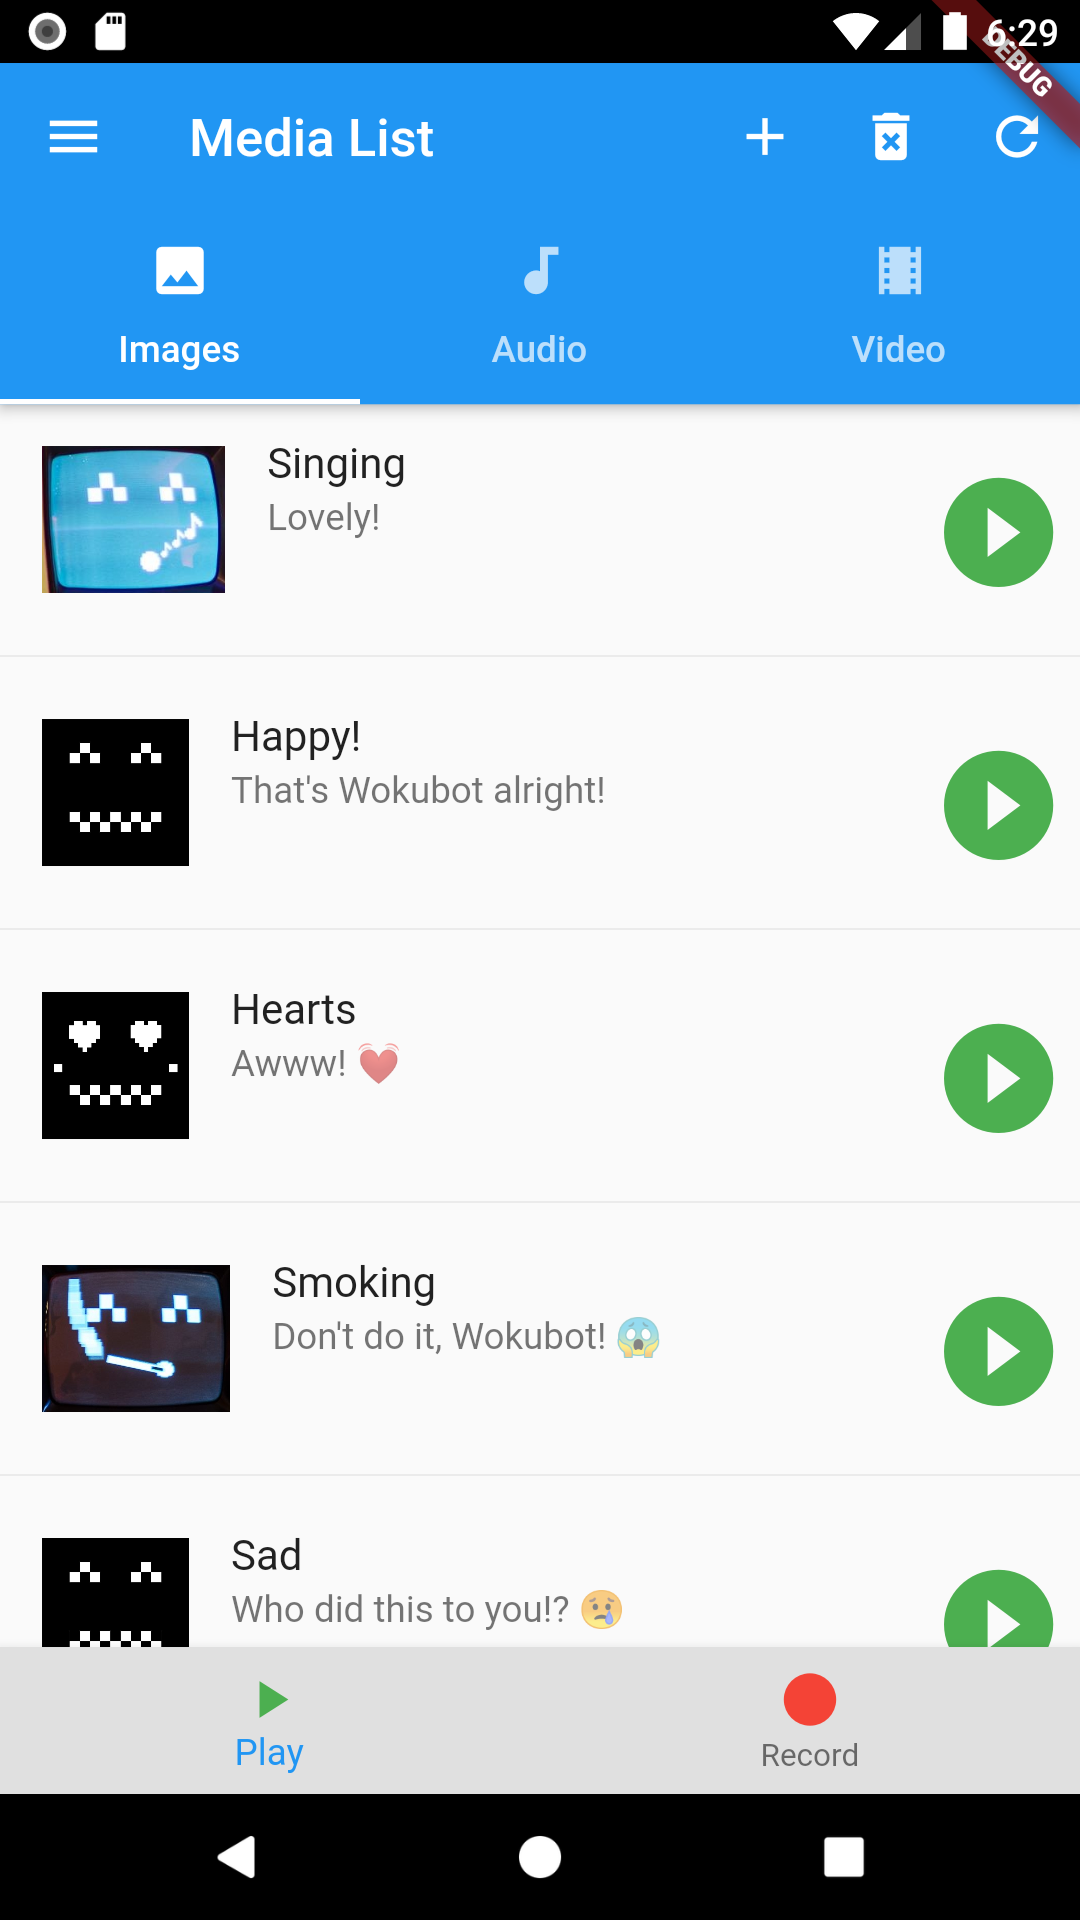 6:29
DEBUG
Media List
Images
Audio
Video
Singing
Lovely!
Happy!
That's Wokubot alright!
Hearts
Awww! 💓
Smoking
Don't do it, Wokubot! 😱
Sad
Who did this to you!? 😢
Play
Record